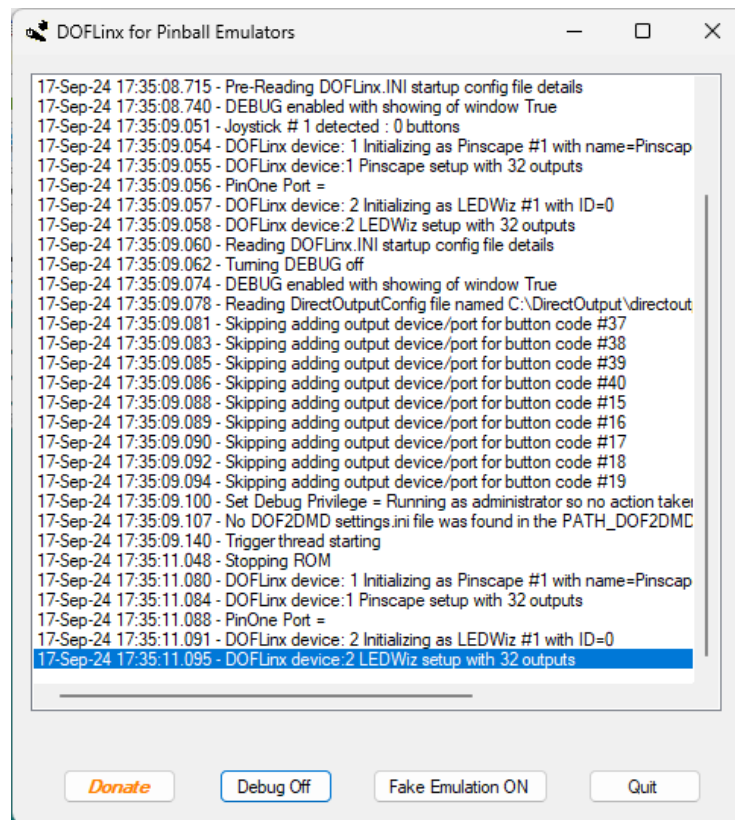 DOFLinx for Pinball Emulators
17-Sep-24 17:35:08.715 - Pre-Reading DOFLinx.INI startup config file details
17-Sep-24 17:35:08.740 - DEBUG enabled with showing of window True
17-Sep-24 17:35:09.051 - Joystick # 1 detected : 0 buttons
17-Sep-24 17:35:09.054 - DOFLinx device: 1 Initializing as Pinscape #1 with name=Pinscap
17-Sep-24 17:35:09.055 - DOFLinx device:1 Pinscape setup with 32 outputs
17-Sep-24 17:35:09.056 - PinOne Port =
17-Sep-24 17:35:09.057 - DOFLinx device: 2 Initializing as LEDWiz #1 with ID=0
17-Sep-24 17:35:09.058 - DOFLinx device:2 LEDWiz setup with 32 outputs
17-Sep-24 17:35:09.060 - Reading DOFLinx.INI startup config file details
17-Sep-24 17:35:09.062 - Turning DEBUG off
17-Sep-24 17:35:09.074 - DEBUG enabled with showing of window True
17-Sep-24 17:35:09.078 - Reading DirectOutputConfig file named C:\DirectOutput\directout
17-Sep-24 17:35:09.081 - Skipping adding output device/port for button code #37
17-Sep-24 17:35:09.083 - Skipping adding output device/port for button code #38
17-Sep-24 17:35:09.085 - Skipping adding output device/port for button code #39
17-Sep-24 17:35:09.086 - Skipping adding output device/port for button code #40
17-Sep-24 17:35:09.088 - Skipping adding output device/port for button code #15
17-Sep-24 17:35:09.089 - Skipping adding output device/port for button code #16
17-Sep-24 17:35:09.090 - Skipping adding output device/port for button code #17
17-Sep-24 17:35:09.092 - Skipping adding output device/port for button code #18
17-Sep-24 17:35:09.094 - Skipping adding output device/port for button code #19
17-Sep-24 17:35:09.100 - Set Debug Privilege = Running as administrator so no action taken
17-Sep-24 17:35:09.107 - No DOF2DMD settings.ini file was found in the PATH_DOF2DMD
17-Sep-24 17:35:09.140 - Trigger thread starting
17-Sep-24 17:35:11.048 - Stopping ROM
17-Sep-24 17:35:11.080 - DOFLinx device: 1 Initializing as Pinscape #1 with name=Pinscap
17-Sep-24 17:35:11.084 - DOFLinx device:1 Pinscape setup with 32 outputs
17-Sep-24 17:35:11.088 - PinOne Port =
17-Sep-24 17:35:11.091 - DOFLinx device: 2 Initializing as LEDWiz #1 with ID=0
17-Sep-24 17:35:11.095 - DOFLinx device:2 LEDWiz setup with 32 outputs
Donate Debug Off Fake Emulation ON Quit